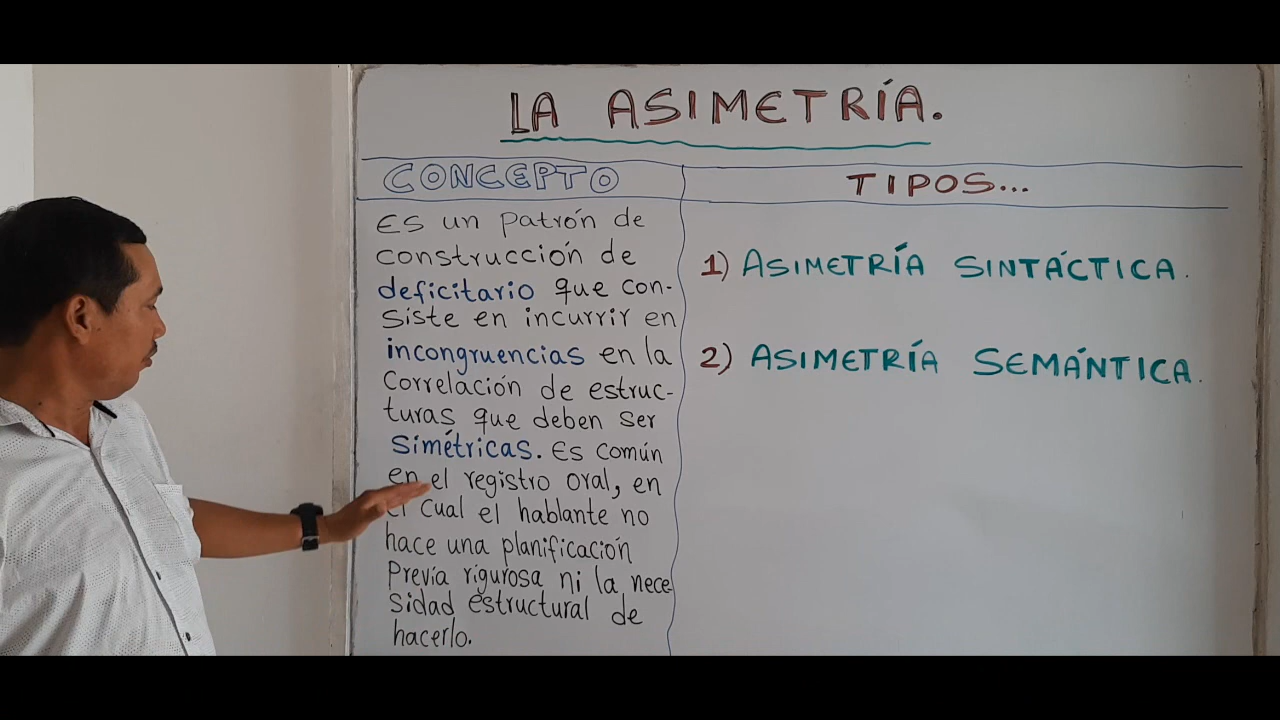 LA ASIMETRÍA.
CONCEPTO
Es un patrón de
construcción de
deficitario que con-
siste en incurrir en
incongruencias en la
correlación de estruc-
turas que deben ser
simétricas. Es común
en el registro oral, en
el cual el hablante no
hace una planificación
previa rigurosa ni la nece
sidad estructural de
hacerlo.
TIPOS...
1) ASIMETRÍA SINTÁCTICA.
2) ASIMETRÍA SEMÁNTICA.